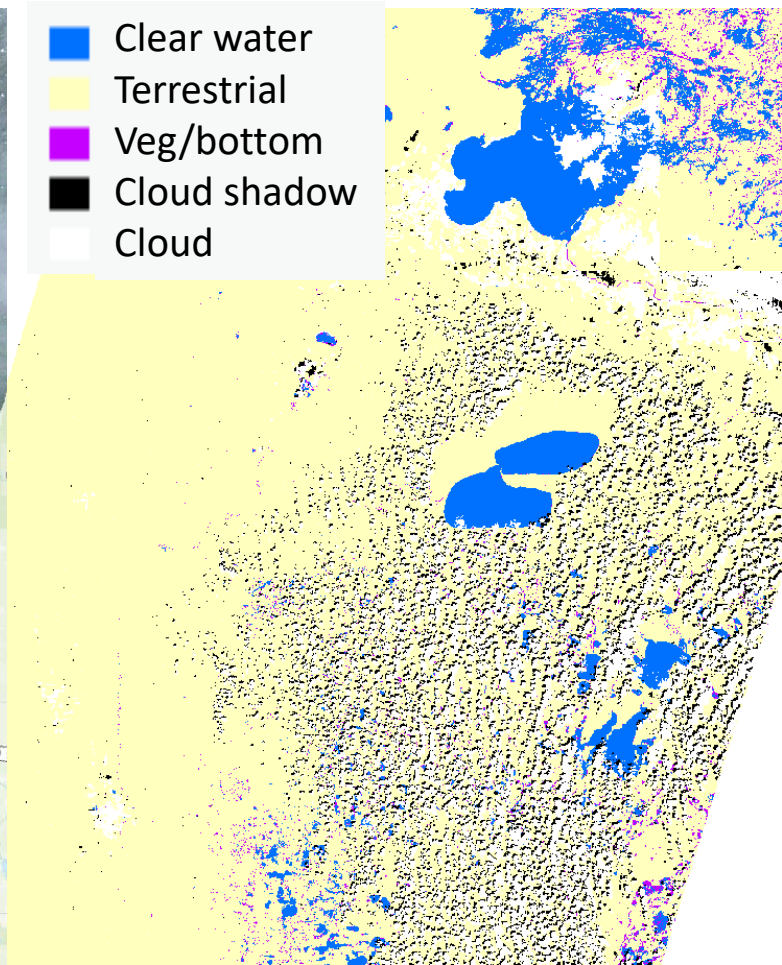 Clear water
Terrestrial
Veg/bottom
Cloud shadow
Cloud